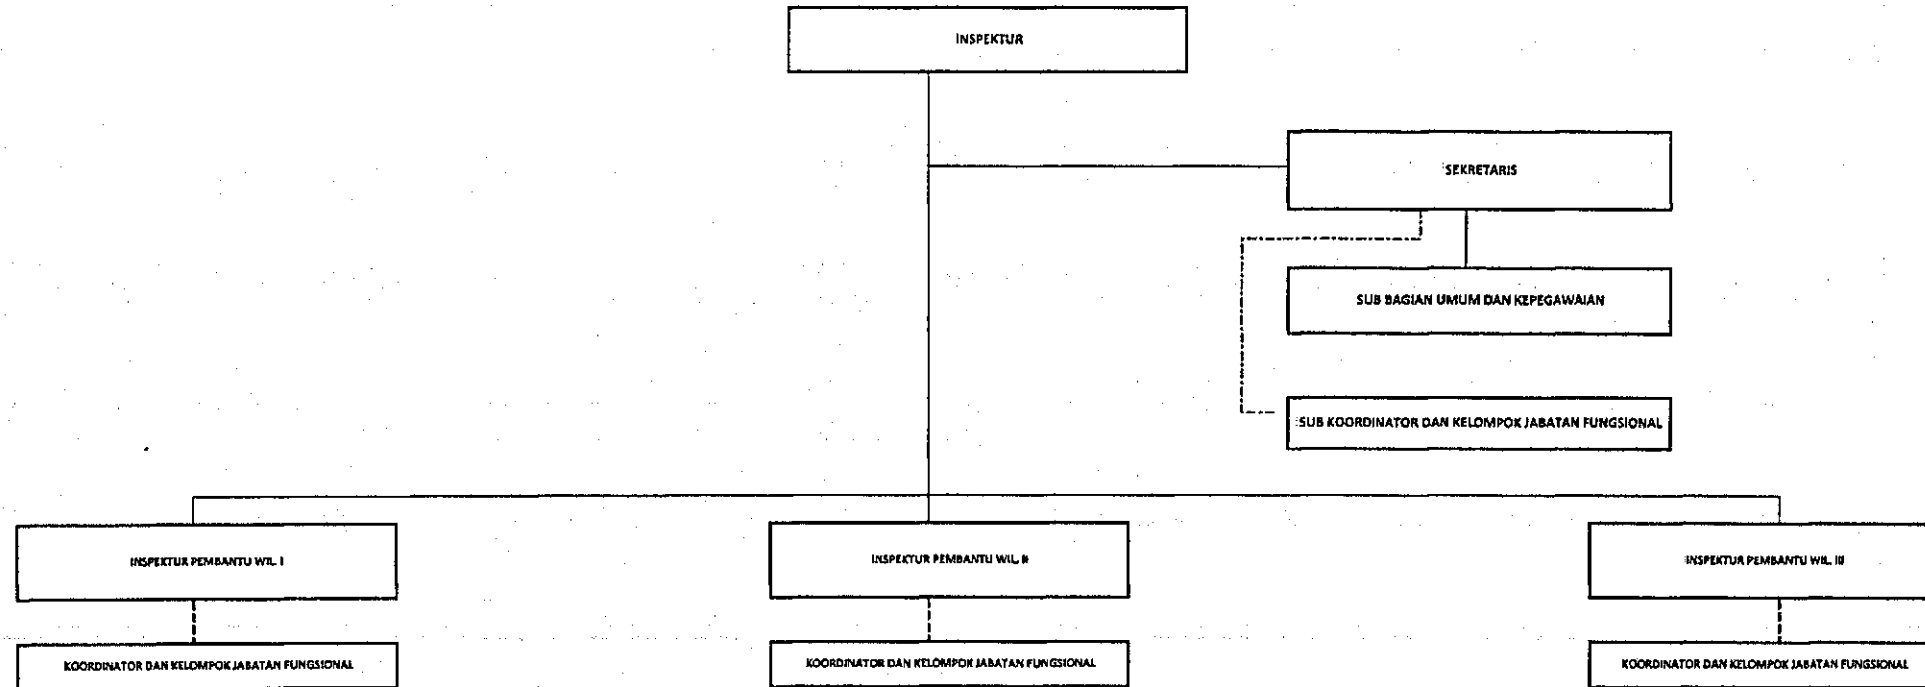 INSPEKTUR
SEKRETARIS
SUB BAGIAN UMUM DAN KEPEGAWAIAN
SUB KOORDINATOR DAN KELOMPOK JABATAN FUNGSIONAL
INSPEKTUR PEMBANTU WIL. I
INSPEKTUR PEMBANTU WIL. II
INSPEKTUR PEMBANTU WIL. III
KOORDINATOR DAN KELOMPOK JABATAN FUNGSIONAL
KOORDINATOR DAN KELOMPOK JABATAN FUNGSIONAL
KOORDINATOR DAN KELOMPOK JABATAN FUNGSIONAL